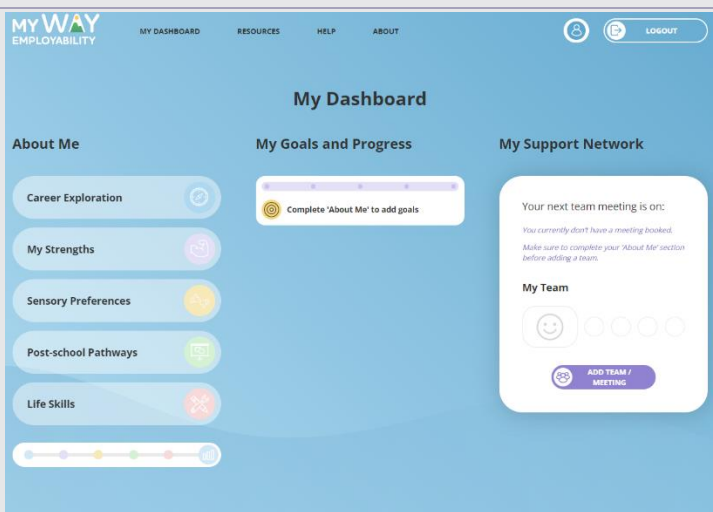 MY WAY
EMPLOYABILITY
MY DASHBOARD
RESOURCES
HELP
ABOUT
LOGOUT
My Dashboard
About Me
Career Exploration
My Strengths
Sensory Preferences
Post-school Pathways
Life Skills
My Goals and Progress
Complete 'About Me' to add goals
My Support Network
Your next team meeting is on:
You currently don't have a meeting booked.
Make sure to complete your 'About Me' section
before adding a team.
My Team
ADD TEAM /
MEETING